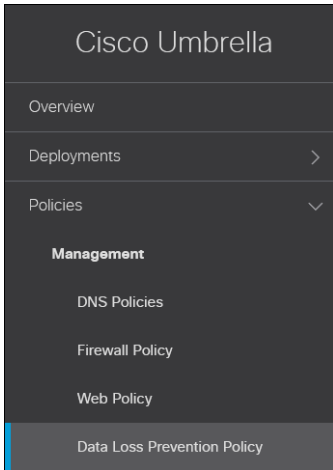 Cisco Umbrella
Overview
Deployments
Policies
Management
DNS Policies
Firewall Policy
Web Policy
Data Loss Prevention Policy